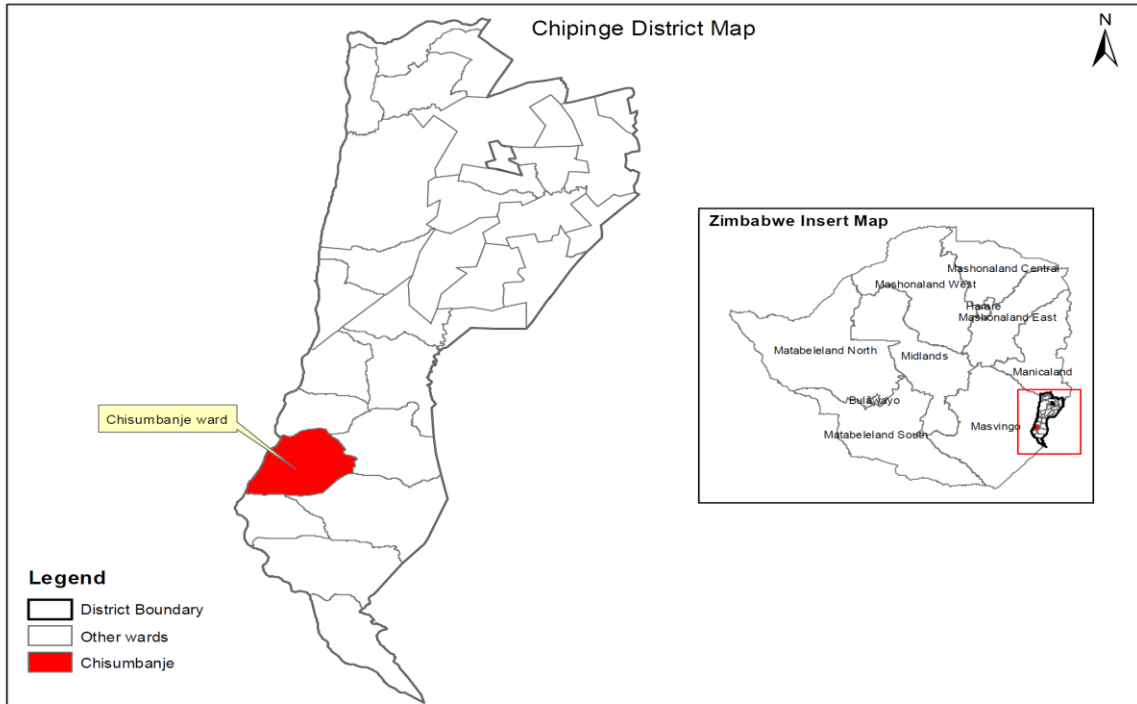 Chipinge District Map
N
Chisumbanje ward
Zimbabwe Insert Map
Mashonaland Central
Mashonaland West
Harare
Mashonaland East
Matabeleland North
Midlands
Manicaland
Bulawayo
Masvingo
Matabeleland South
Legend
District Boundary
Other wards
Chisumbanje